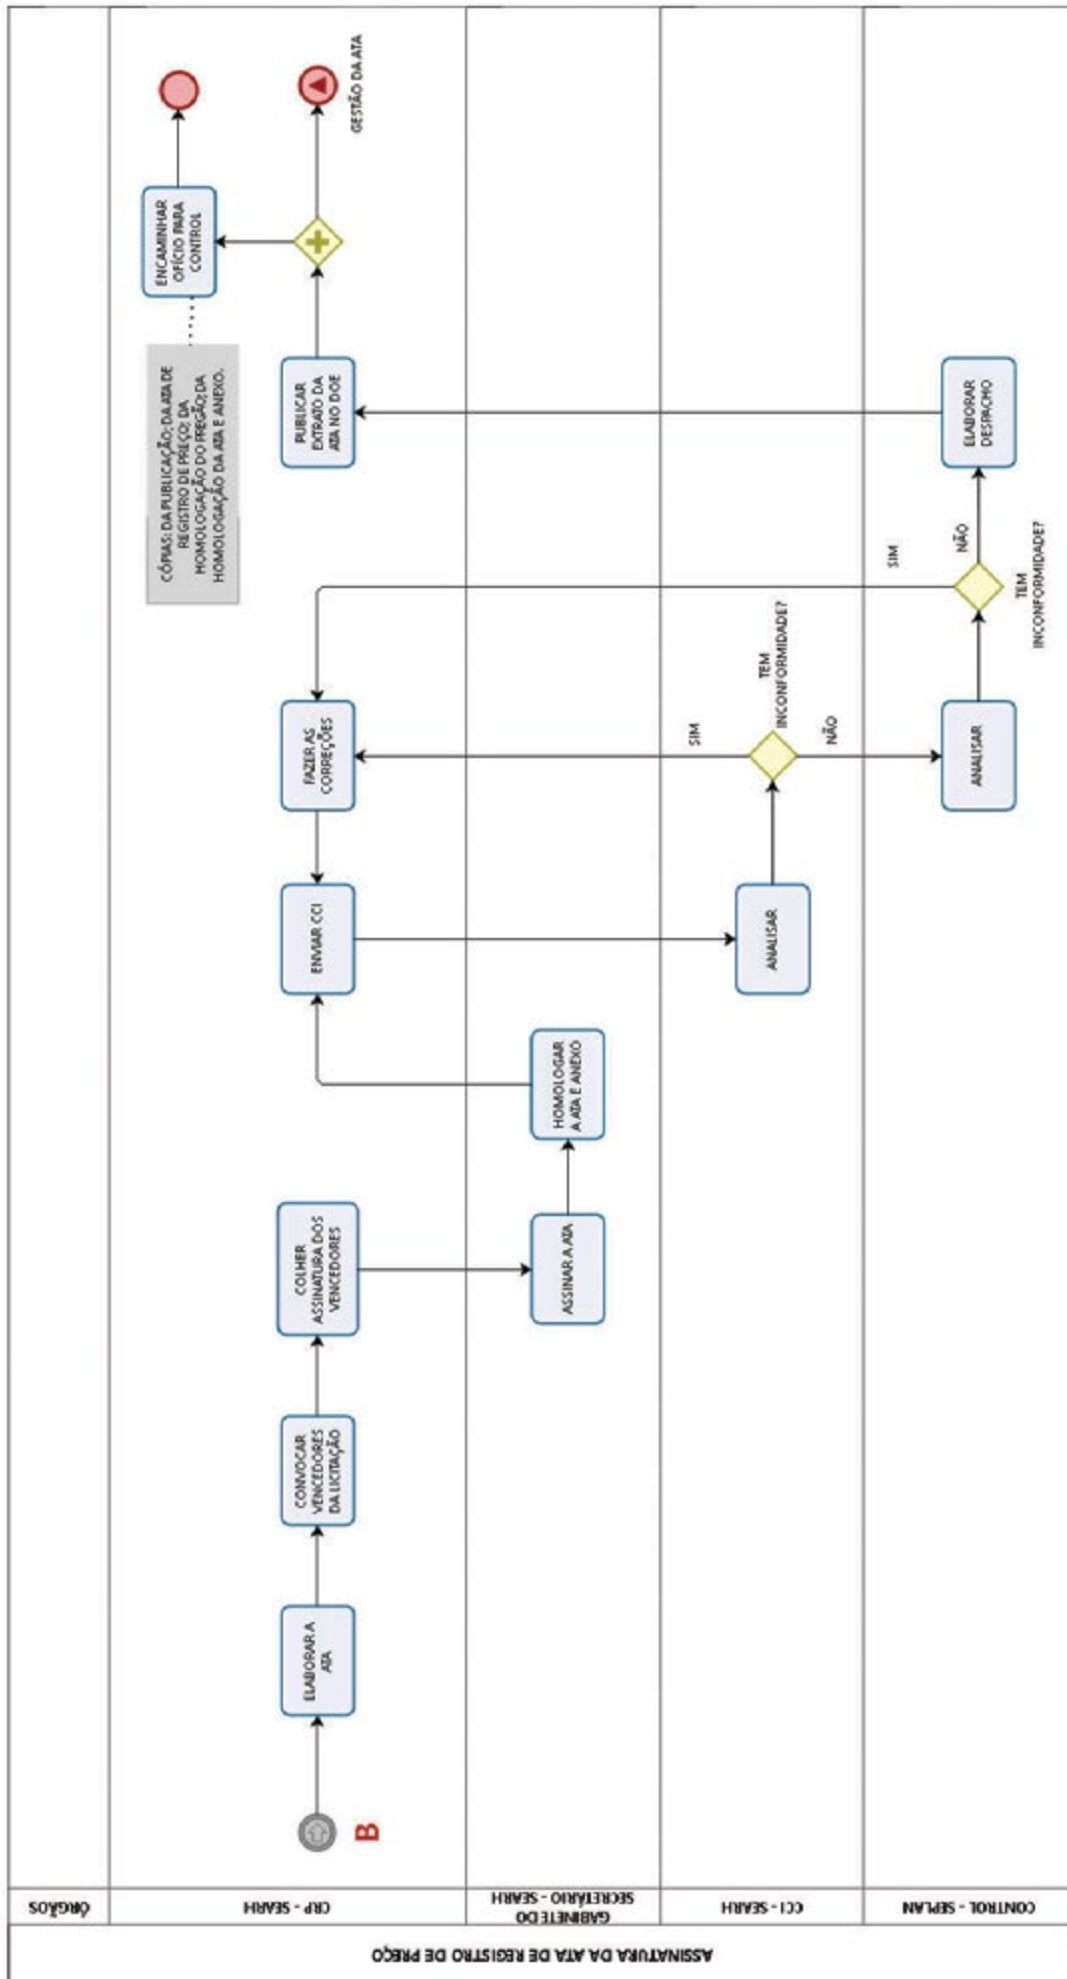 ASSINATURA DA ATA DE REGISTRO DE PREÇO
ÓRGÃOS
CRP - SEARH
GABINETE DO
SECRETÁRIO - SEARH
CCI - SEARH
CONTROL - SEPLAN
B
ELABORAR A
ATA
CONVOCAR
VENCEDORES
DA LICITAÇÃO
COLHER
ASSINATURA DOS
VENCEDORES
ASSINAR A ATA
HOMOLOGAR
A ATA E ANEXO
ENVIAR CCI
ANALISAR
FAZER AS
CORREÇÕES
SIM
TEM
INCONFORMIDADE?
NÃO
ANALISAR
SIM
NÃO
TEM
INCONFORMIDADE?
ELABORAR
DESPACHO
PUBLICAR
EXTRATO DA
ATA NO DOE
CÓPIAS: DA PUBLICAÇÃO; DA ATA DE
REGISTRO DE PREÇO; DA
HOMOLOGAÇÃO DO PREGÃO; DA
HOMOLOGAÇÃO DA ATA E ANEXO.
ENCAMINHAR
OFÍCIO PARA
CONTROL
GESTÃO DA ATA